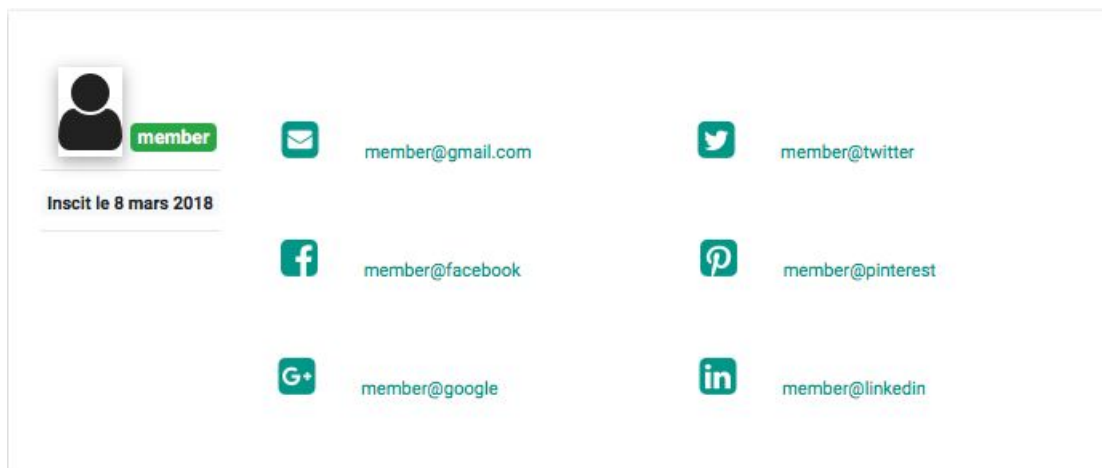 member
Inscit le 8 mars 2018
member@gmail.com
member@twitter
member@facebook
member@pinterest
G+
member@google
in
member@linkedin